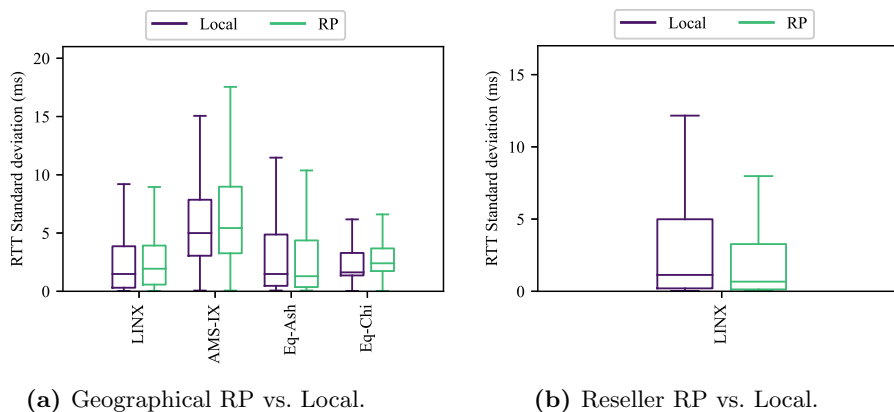 Local RP
RTT Standard deviation (ms)
20
15
10
5
0
LINX
AMS-IX
Eq-Ash
Eq-Chi
(a) Geographical RP vs. Local.
Local RP
RTT Standard deviation (ms)
15
10
5
0
LINX
(b) Reseller RP vs. Local.